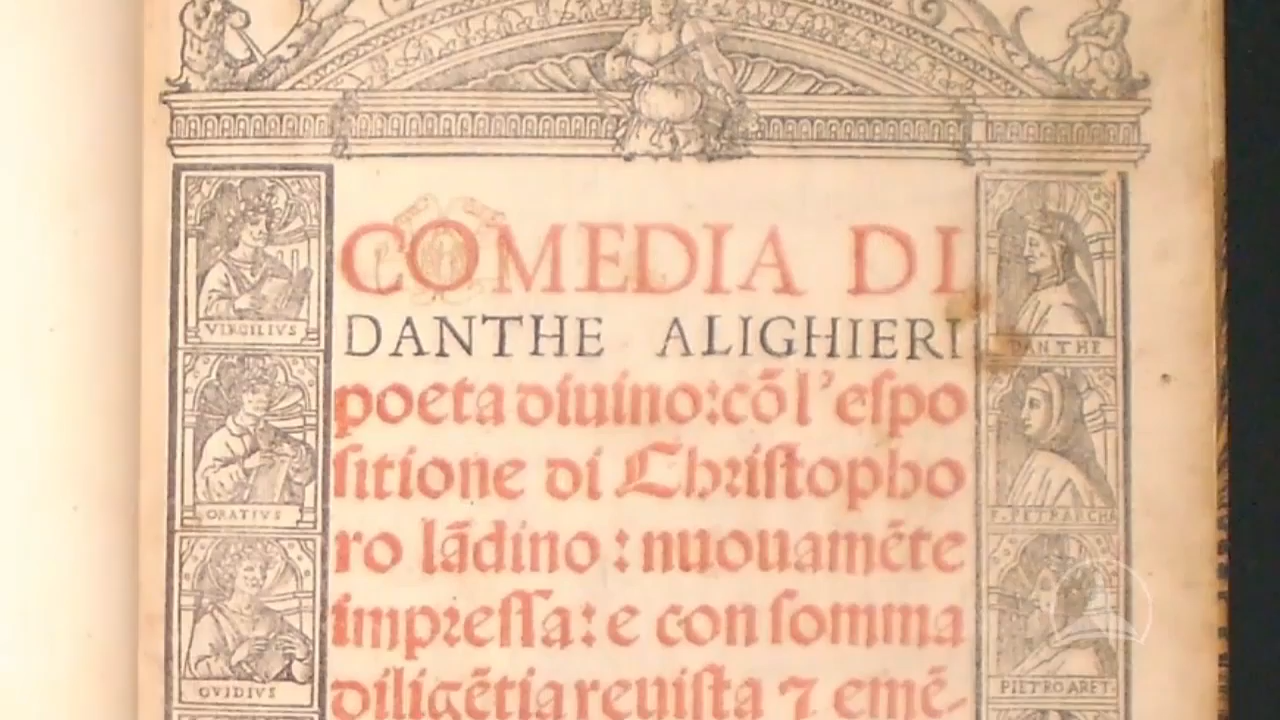 COMEDIA DI
DANTHE ALIGHIERI
poeta diuino: cõ l'eſpo
ſitione di Chriſtopho
ro lãdino: nuouamẽte
impreſſa: e con ſomma
diligẽtia reuiſta ⁊ emẽ-
VIRGILIVS
ORATIVS
OVIDIVS
DANTHE
F. PETRARCHA
PIETRO ARET.